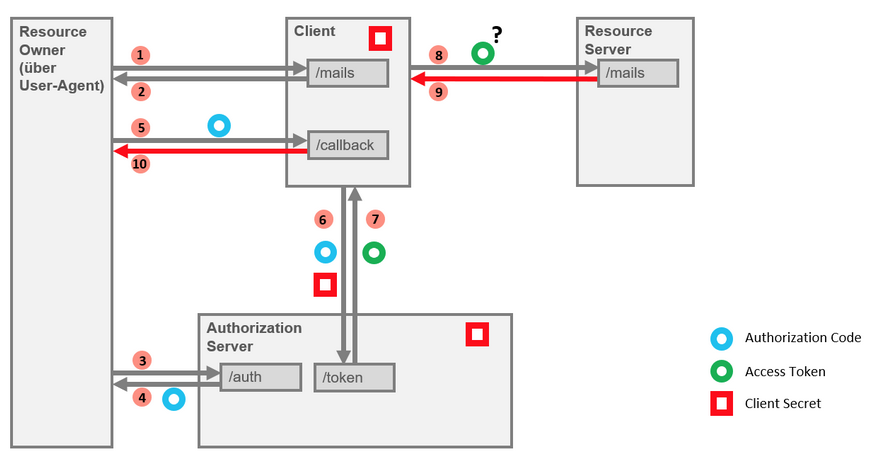 Resource
Owner
(über
User-Agent)
Client
?
Resource
Server
1
/mails
8
/mails
2
9
5
/callback
10
6
7
Authorization
Server
3
/auth
/token
4
Authorization Code
Access Token
Client Secret